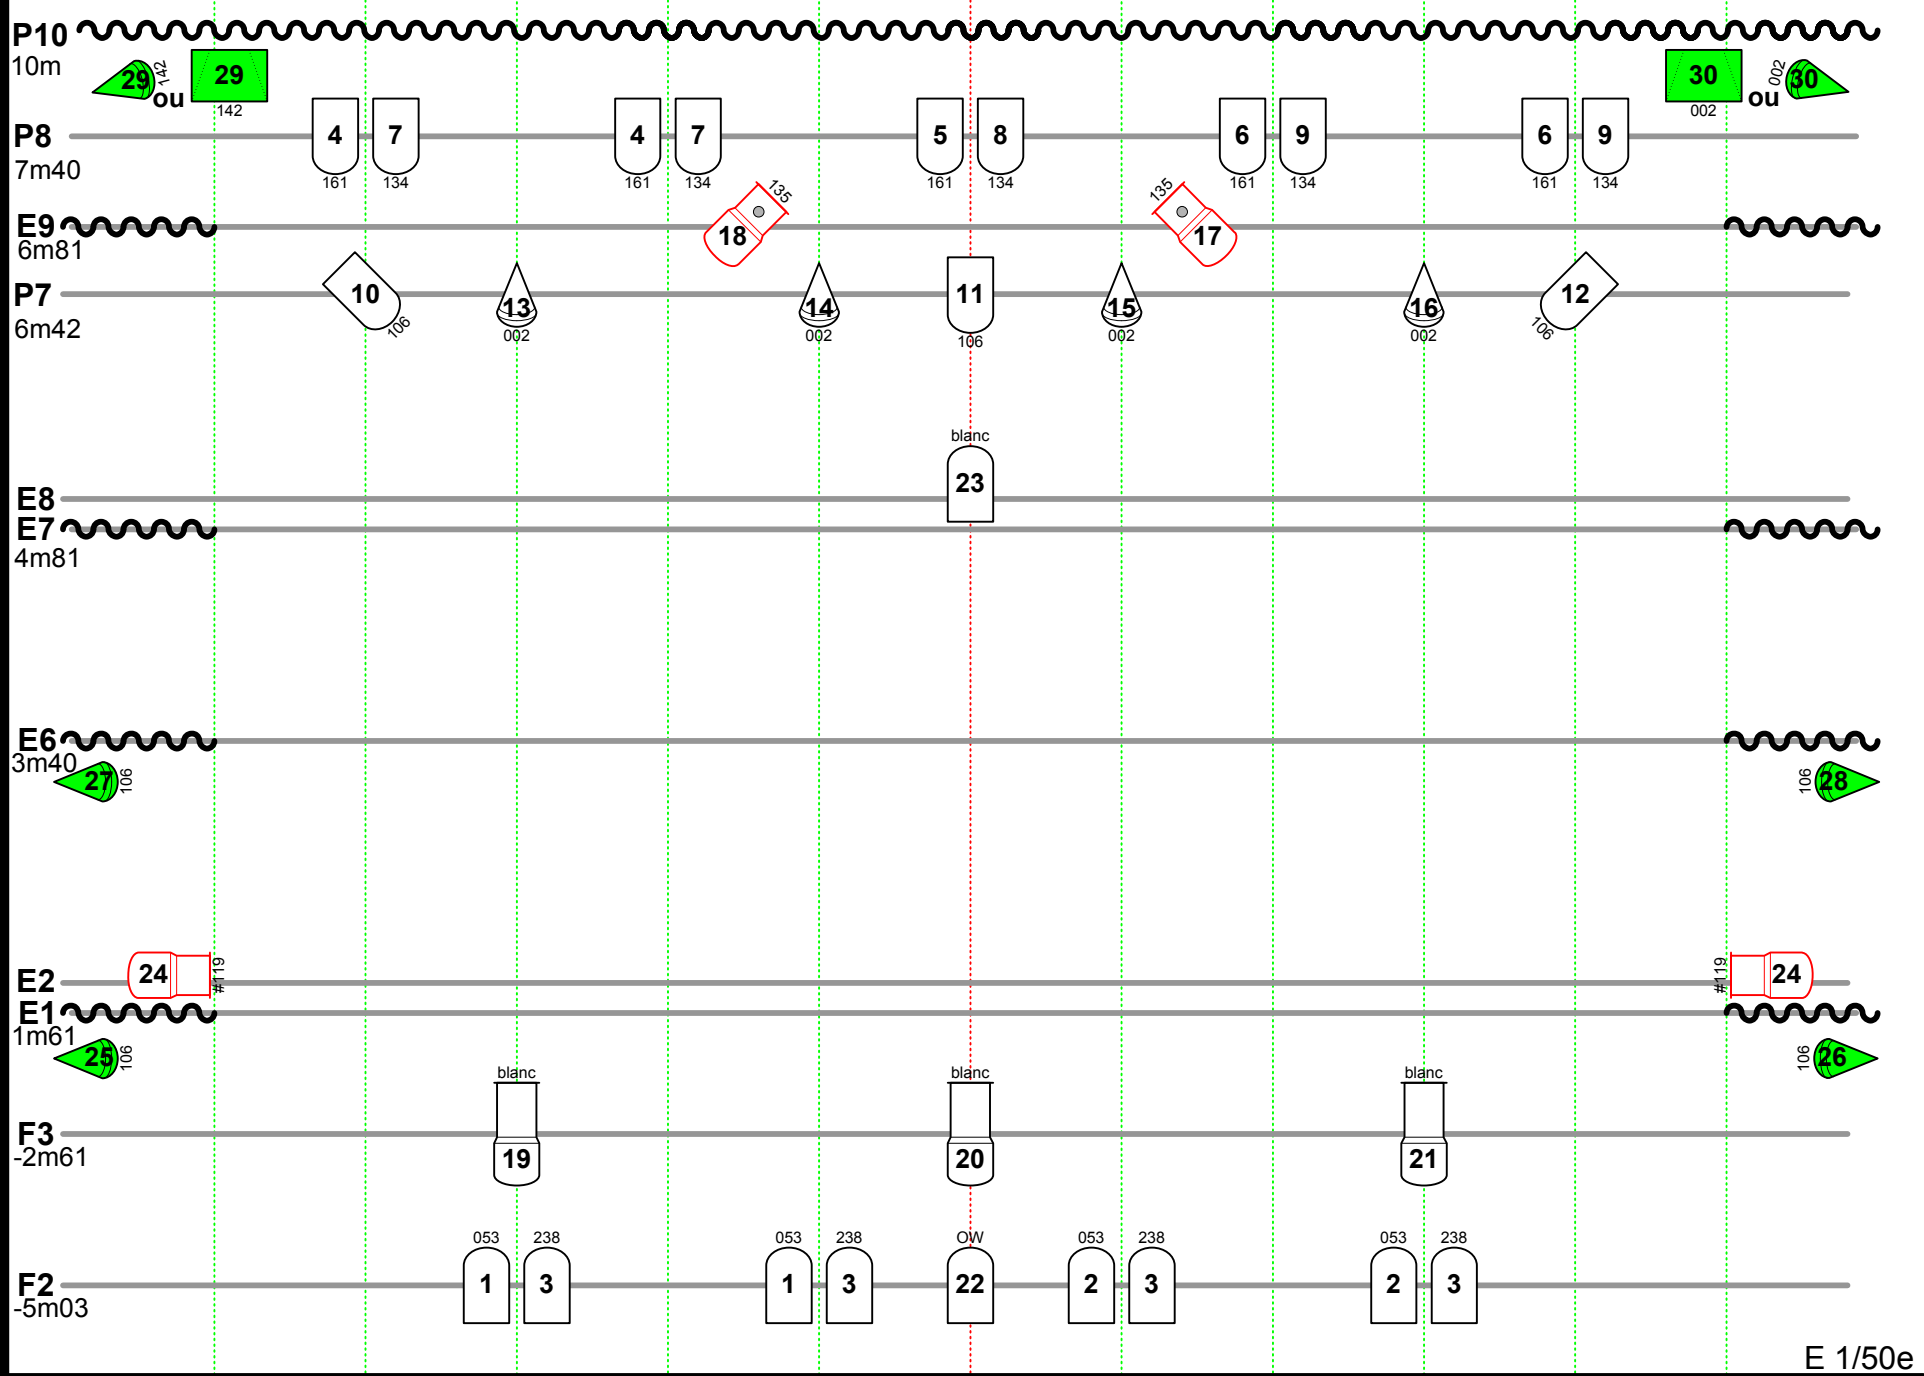 P10
10m
29 142 ou 29 142
30 002 ou 002 30
P8
7m40
4 7 4 7 5 8 6 9 6 9
161 134 161 134 161 134 161 134 161 134
E9
6m81
18 135
135 17
P7
6m42
10 13 14 11 15 16 12
106 002 002 106 002 002 106
blanc
23
E8
E7
4m81
E6
3m40
27 106
106 28
24 #119
#119 24
E2
E1
1m61
25 106
106 26
blanc blanc blanc
F3
-2m61
19 20 21
053 238 053 238 OW 053 238 053 238
F2
1 3 1 3 22 2 3 2 3
-5m03
E 1/50e